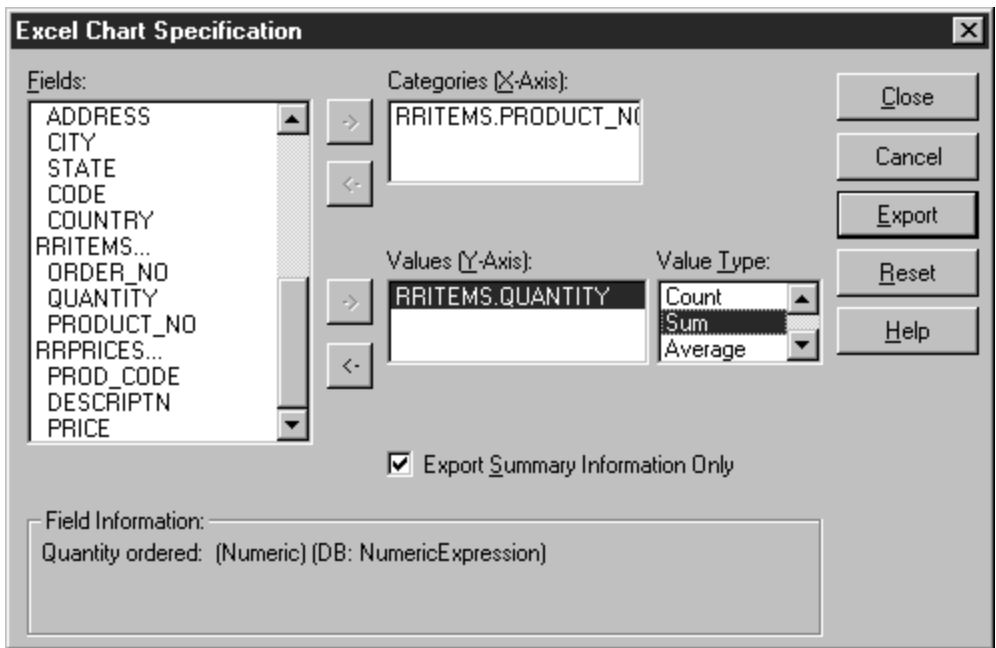 Excel Chart Specification
Fields:
ADDRESS
CITY
STATE
CODE
COUNTRY
RRITEMS...
ORDER_NO
QUANTITY
PRODUCT_NO
RRPRICES...
PROD_CODE
DESCRIPTN
PRICE
->
<-
Categories (X-Axis):
RRITEMS.PRODUCT_NO
->
<-
Values (Y-Axis):
RRITEMS.QUANTITY
Value Type:
Count
Sum
Average
Export Summary Information Only
Close
Cancel
Export
Reset
Help
Field Information:
Quantity ordered: (Numeric) (DB: NumericExpression)